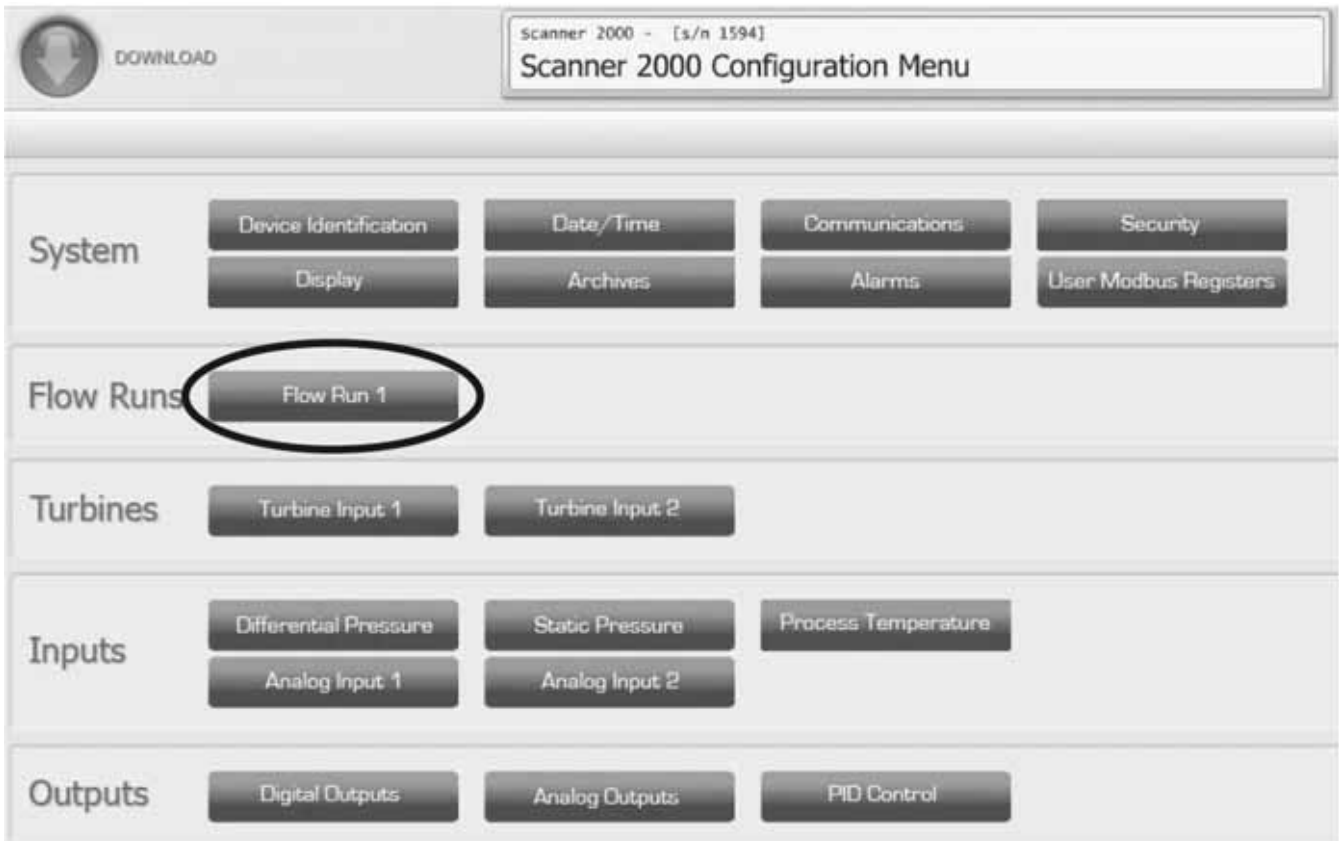 DOWNLOAD
Scanner 2000 - [s/n 1594]
Scanner 2000 Configuration Menu
System
Device Identification
Date/Time
Communications
Security
Display
Archives
Alarms
User Modbus Registers
Flow Runs
Flow Run 1
Turbines
Turbine Input 1
Turbine Input 2
Inputs
Differential Pressure
Static Pressure
Process Temperature
Analog Input 1
Analog Input 2
Outputs
Digital Outputs
Analog Outputs
PID Control